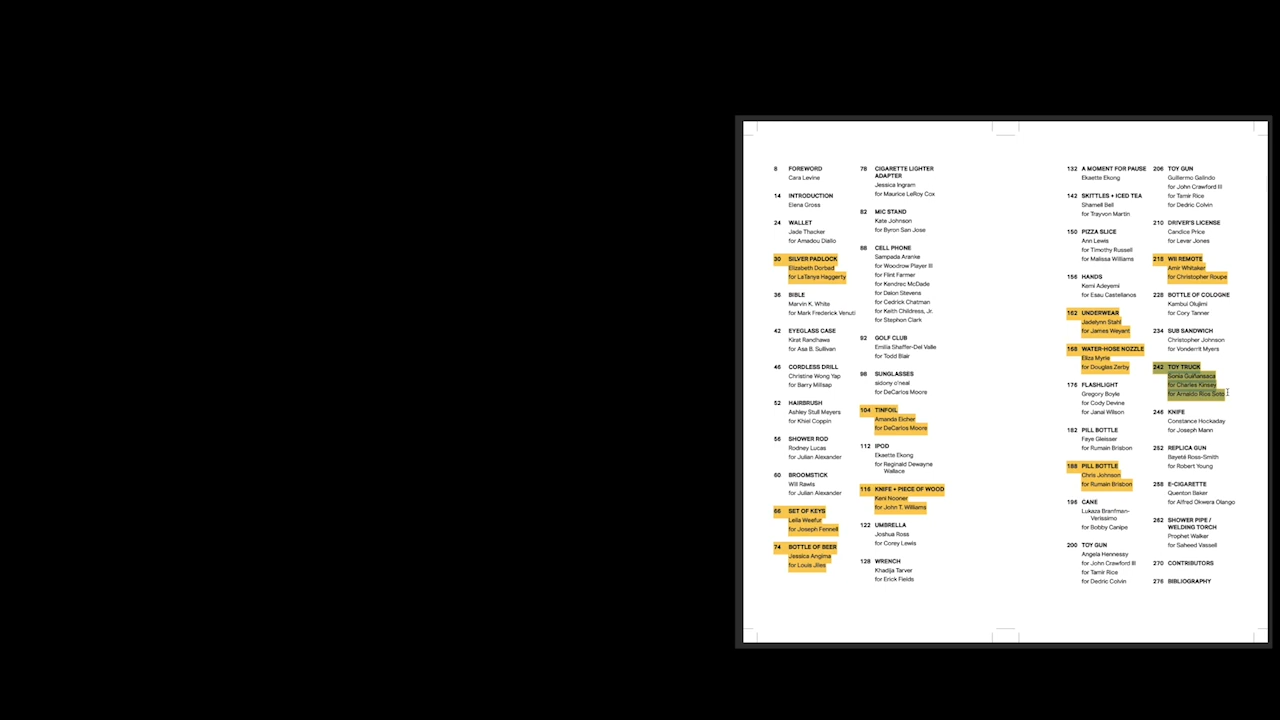 8 FOREWORD
Cara Levine
14 INTRODUCTION
Elena Gross
24 WALLET
Jade Thacker
for Amadou Diallo
30 SILVER PADLOCK
Elizabeth Dorbad
for LaTanya Haggerty
36 BIBLE
Marvin K. White
for Mark Frederick Venuti
42 EYEGLASS CASE
Kirat Randhawa
for Asa B. Sullivan
46 CORDLESS DRILL
Christine Wong Yap
for Barry Millsap
52 HAIRBRUSH
Ashley Stull Meyers
for Khiel Coppin
56 SHOWER ROD
Rodney Lucas
for Julian Alexander
60 BROOMSTICK
Will Rawls
for Julian Alexander
66 SET OF KEYS
Leila Weefur
for Joseph Fennell
74 BOTTLE OF BEER
Jessica Angima
for Louis Jiles
78 CIGARETTE LIGHTER
ADAPTER
Jessica Ingram
for Maurice LeRoy Cox
82 MIC STAND
Kate Johnson
for Byron San Jose
88 CELL PHONE
Sampada Aranke
for Woodrow Player III
for Flint Farmer
for Kendrec McDade
for Dalon Stevens
for Cedrick Chatman
for Keith Childress, Jr.
for Stephon Clark
92 GOLF CLUB
Emilia Shaffer-Del Valle
for Todd Blair
98 SUNGLASSES
sidony o'neal
for DeCarlos Moore
104 TINFOIL
Amanda Eicher
for DeCarlos Moore
112 IPOD
Ekaette Ekong
for Reginald Dewayne
Wallace
116 KNIFE + PIECE OF WOOD
Keni Nooner
for John T. Williams
122 UMBRELLA
Joshua Ross
for Corey Lewis
128 WRENCH
Khadija Tarver
for Erick Fields
132 A MOMENT FOR PAUSE
Ekaette Ekong
142 SKITTLES + ICED TEA
Shamell Bell
for Trayvon Martin
150 PIZZA SLICE
Ann Lewis
for Timothy Russell
for Malissa Williams
156 HANDS
Kemi Adeyemi
for Esau Castellanos
162 UNDERWEAR
Jadelynn Stahl
for James Weyant
168 WATER-HOSE NOZZLE
Eliza Myrie
for Douglas Zerby
176 FLASHLIGHT
Gregory Boyle
for Cody Devine
for Janai Wilson
182 PILL BOTTLE
Faye Gleisser
for Rumain Brisbon
188 PILL BOTTLE
Chris Johnson
for Rumain Brisbon
196 CANE
Lukaza Branfman-
Verissimo
for Bobby Canipe
200 TOY GUN
Angela Hennessy
for John Crawford III
for Tamir Rice
for Dedric Colvin
206 TOY GUN
Guillermo Galindo
for John Crawford III
for Tamir Rice
for Dedric Colvin
210 DRIVER'S LICENSE
Candice Price
for Levar Jones
218 WII REMOTE
Amir Whitaker
for Christopher Roupe
228 BOTTLE OF COLOGNE
Kambui Olujimi
for Cory Tanner
234 SUB SANDWICH
Christopher Johnson
for Vonderrit Myers
242 TOY TRUCK
Sonia Guiñansaca
for Charles Kinsey
for Arnaldo Rios Soto
246 KNIFE
Constance Hockaday
for Joseph Mann
252 REPLICA GUN
Bayeté Ross-Smith
for Robert Young
258 E-CIGARETTE
Quenton Baker
for Alfred Okwera Olango
262 SHOWER PIPE /
WELDING TORCH
Prophet Walker
for Saheed Vassell
270 CONTRIBUTORS
276 BIBLIOGRAPHY